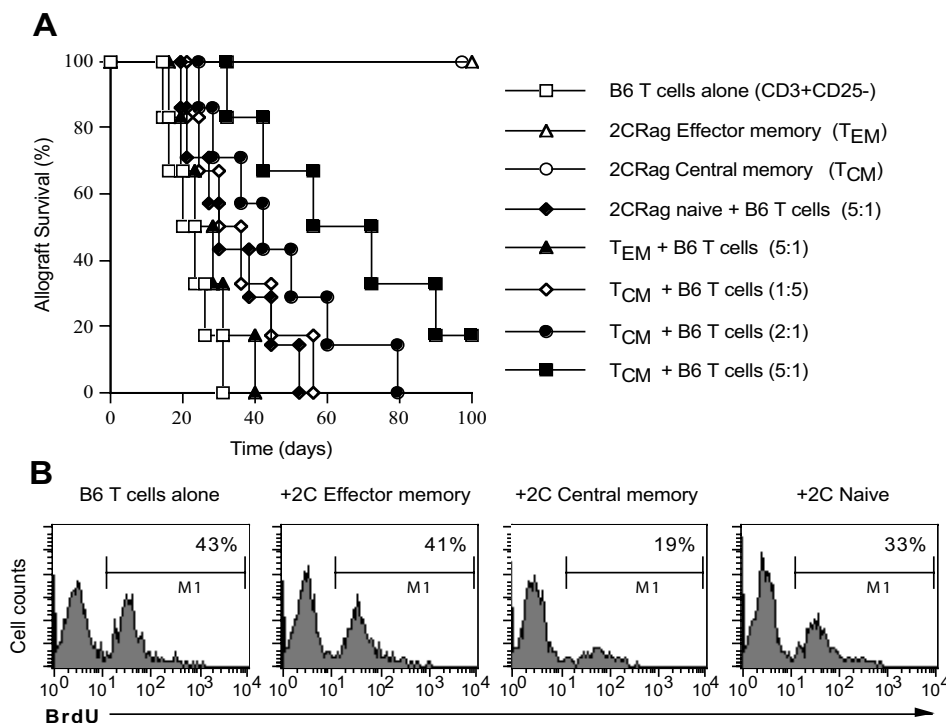 A
Allograft Survival (%)
100
80
60
40
20
0
0 20 40 60 80 100
Time (days)
B6 T cells alone (CD3+CD25-)
2CRag Effector memory (TEM)
2CRag Central memory (TCM)
2CRag naive + B6 T cells (5:1)
TEM + B6 T cells (5:1)
TCM + B6 T cells (1:5)
TCM + B6 T cells (2:1)
TCM + B6 T cells (5:1)
B
B6 T cells alone
+2C Effector memory
+2C Central memory
+2C Naive
Cell counts
43%
M1
41%
M1
19%
M1
33%
M1
10^0 10^1 10^2 10^3 10^4
10^0 10^1 10^2 10^3 10^4
10^0 10^1 10^2 10^3 10^4
10^0 10^1 10^2 10^3 10^4
BrdU